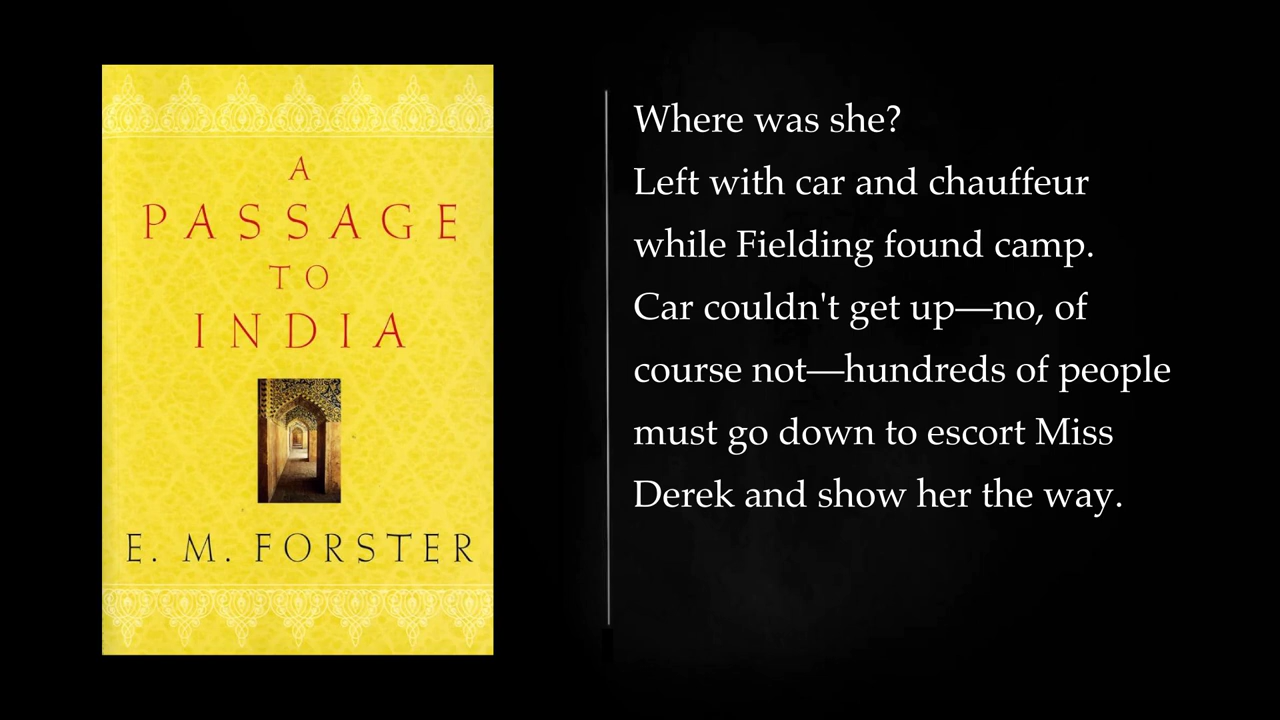 A
PASSAGE
TO
INDIA
E. M. FORSTER
Where was she?
Left with car and chauffeur
while Fielding found camp.
Car couldn't get up—no, of
course not—hundreds of people
must go down to escort Miss
Derek and show her the way.